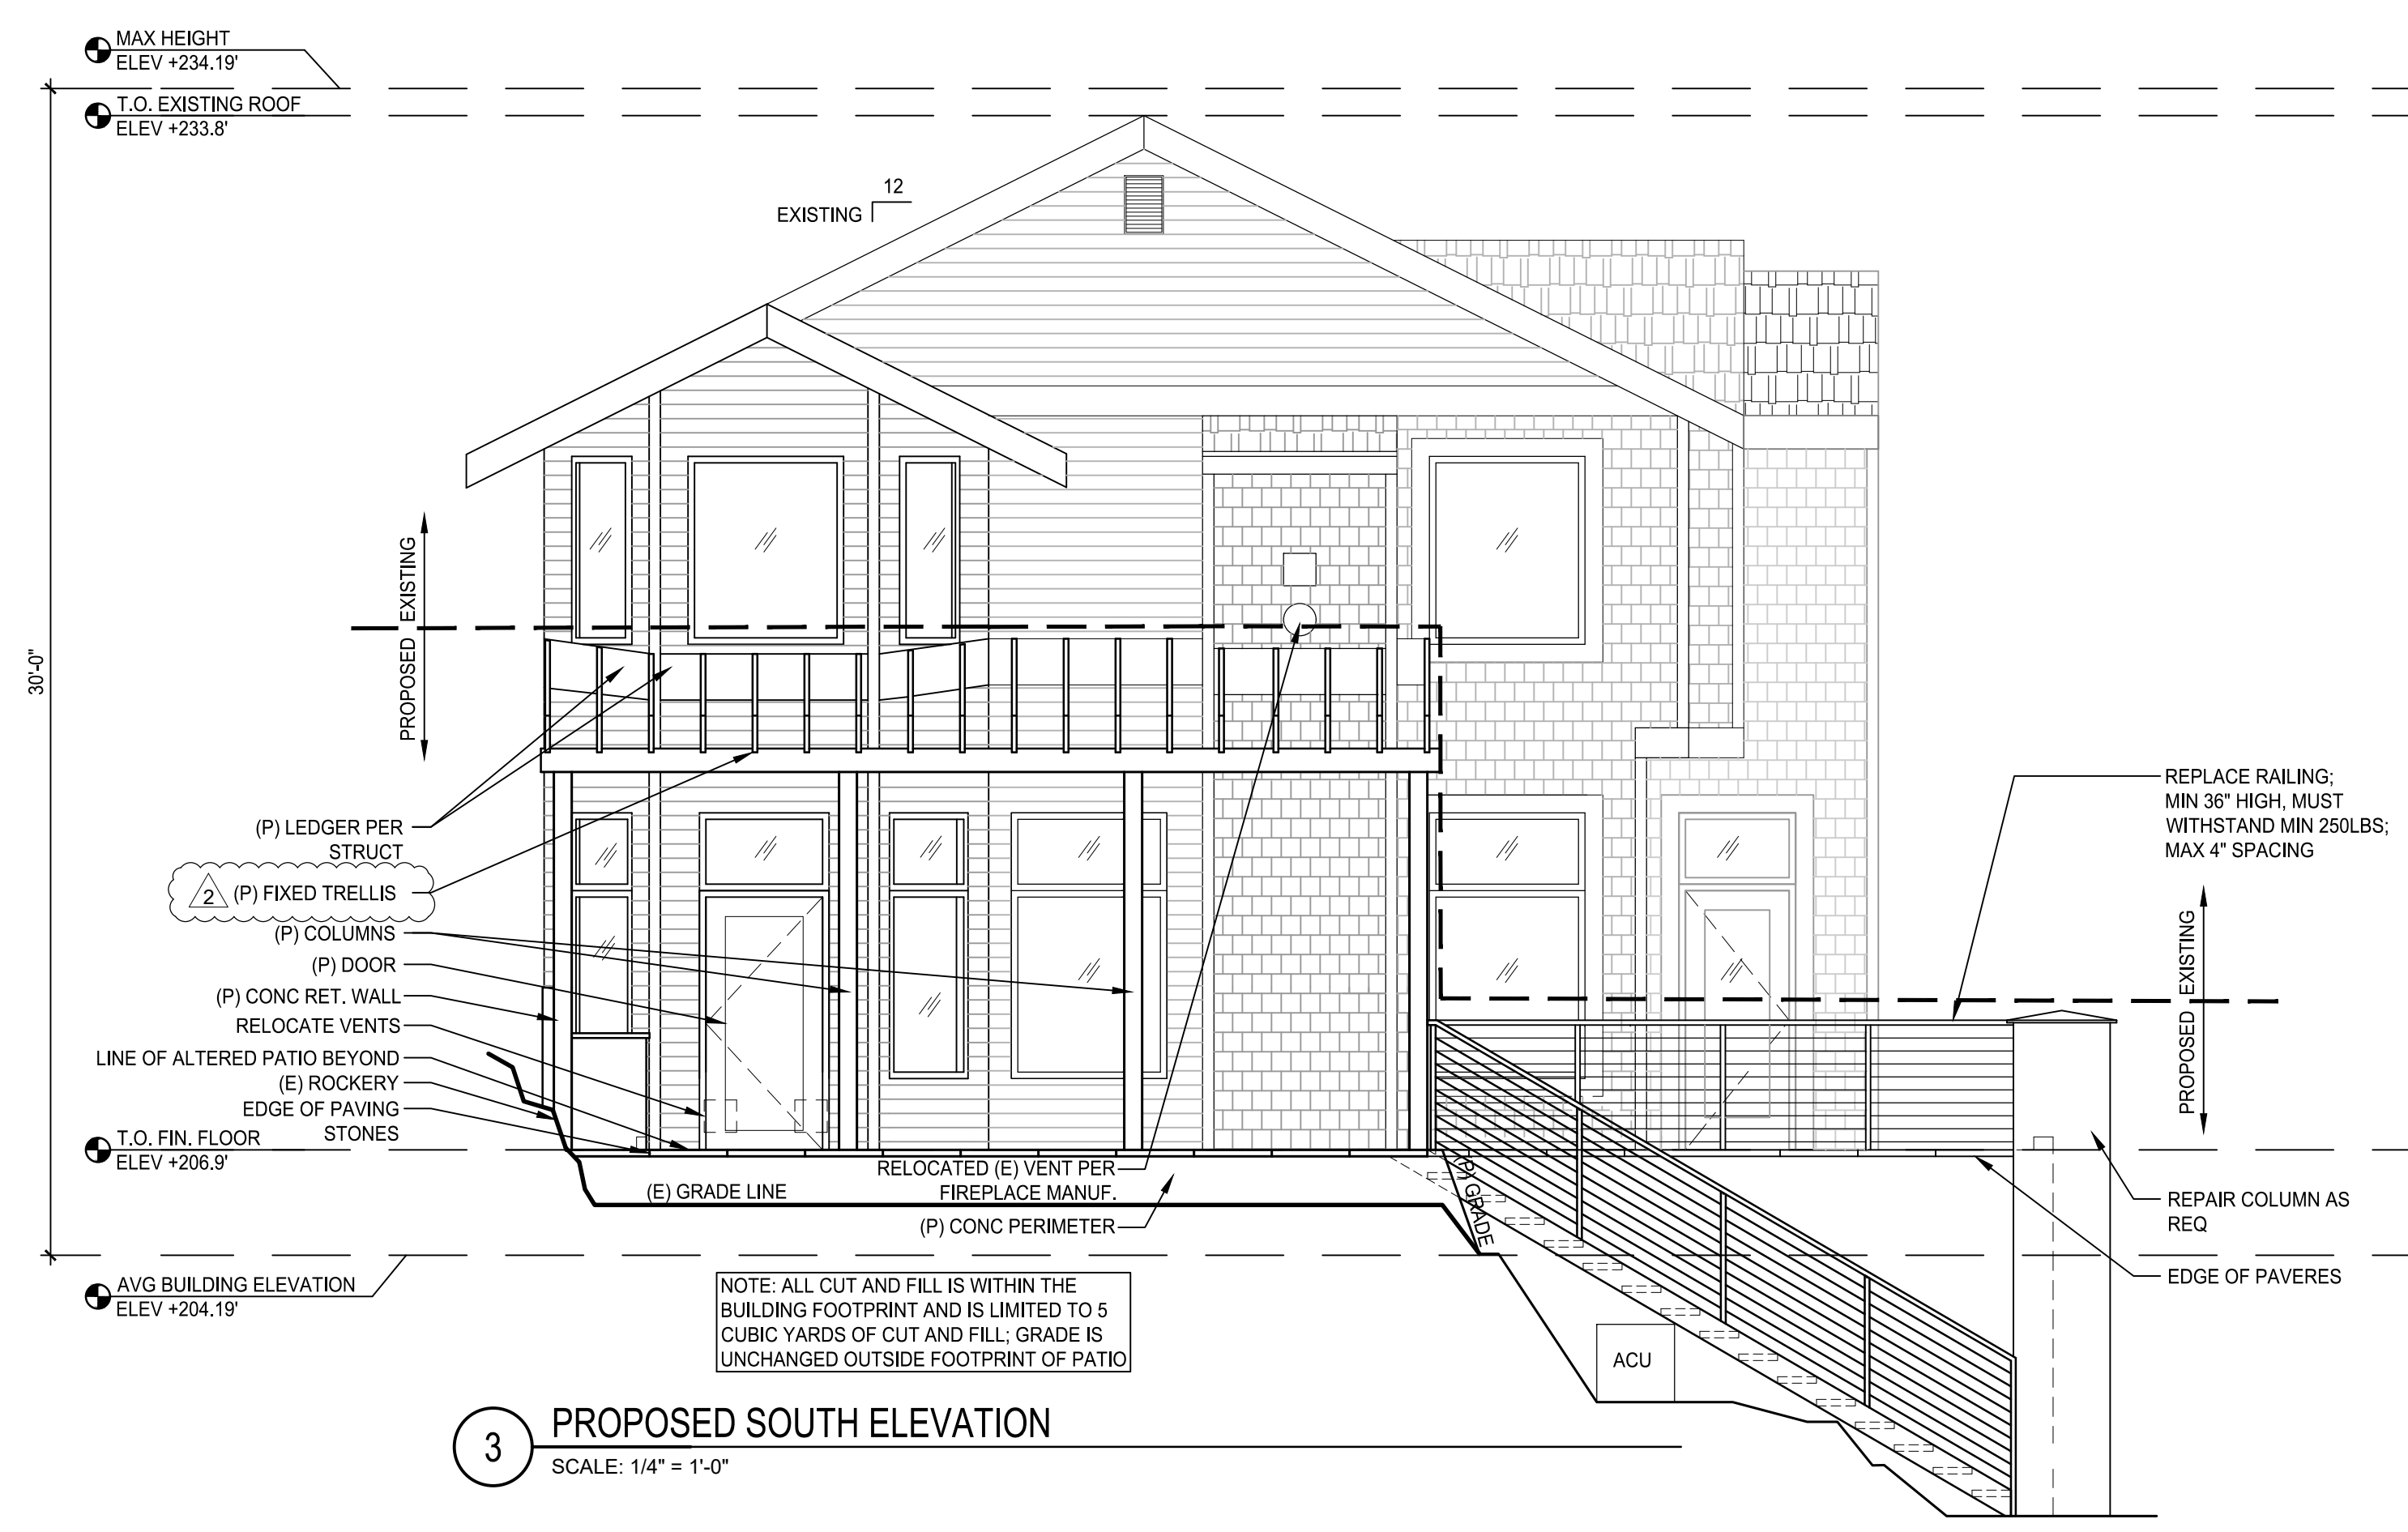 MAX HEIGHT
ELEV +234.19'
T.O. EXISTING ROOF
ELEV +233.8'
12
EXISTING
30'-0"
PROPOSED EXISTING
(P) LEDGER PER
STRUCT
2 (P) FIXED TRELLIS
(P) COLUMNS
(P) DOOR
(P) CONC RET. WALL
RELOCATE VENTS
LINE OF ALTERED PATIO BEYOND
(E) ROCKERY
EDGE OF PAVING
STONES
T.O. FIN. FLOOR
ELEV +206.9'
AVG BUILDING ELEVATION
ELEV +204.19'
(E) GRADE LINE
RELOCATED (E) VENT PER
FIREPLACE MANUF.
(P) CONC PERIMETER
(P) GRADE
REPLACE RAILING;
MIN 36" HIGH, MUST
WITHSTAND MIN 250LBS;
MAX 4" SPACING
PROPOSED EXISTING
REPAIR COLUMN AS
REQ
EDGE OF PAVERES
ACU
NOTE: ALL CUT AND FILL IS WITHIN THE
BUILDING FOOTPRINT AND IS LIMITED TO 5
CUBIC YARDS OF CUT AND FILL; GRADE IS
UNCHANGED OUTSIDE FOOTPRINT OF PATIO
3 PROPOSED SOUTH ELEVATION
SCALE: 1/4" = 1'-0"